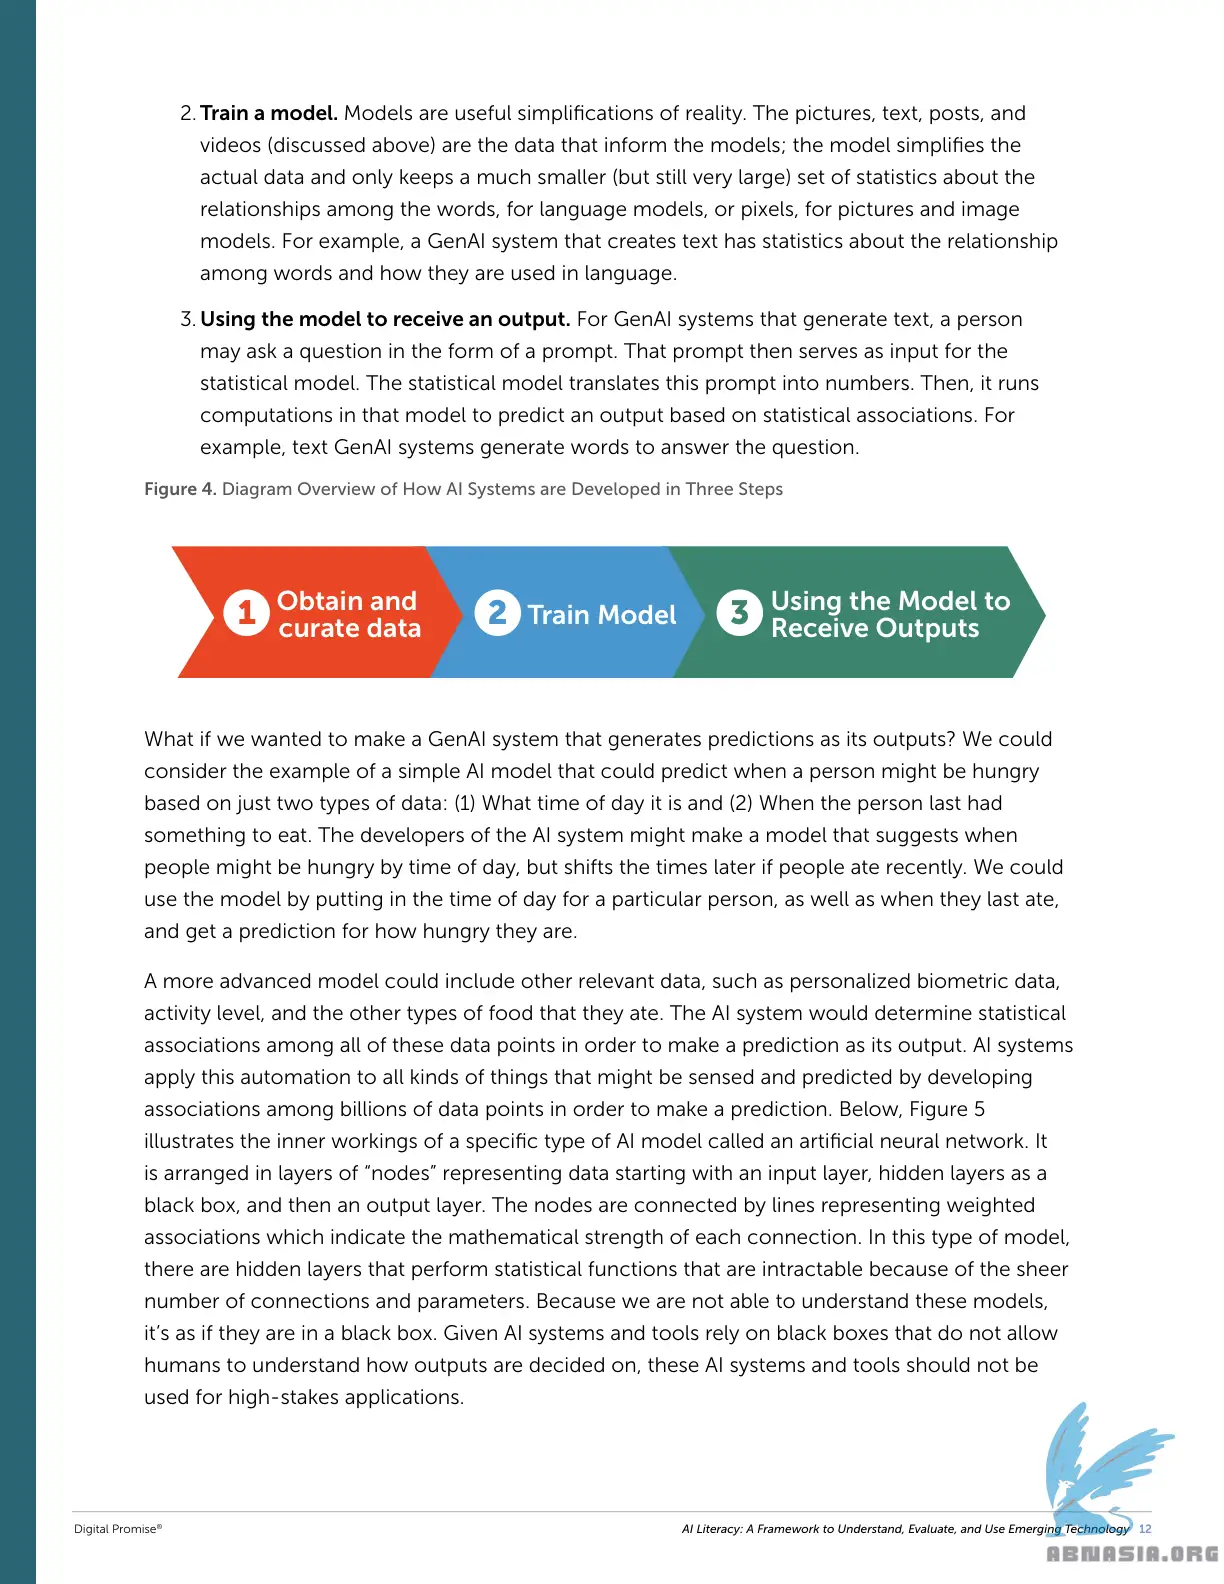 2. Train a model. Models are useful simplifications of reality. The pictures, text, posts, and
videos (discussed above) are the data that inform the models; the model simplifies the
actual data and only keeps a much smaller (but still very large) set of statistics about the
relationships among the words, for language models, or pixels, for pictures and image
models. For example, a GenAI system that creates text has statistics about the relationship
among words and how they are used in language.
3. Using the model to receive an output. For GenAI systems that generate text, a person
may ask a question in the form of a prompt. That prompt then serves as input for the
statistical model. The statistical model translates this prompt into numbers. Then, it runs
computations in that model to predict an output based on statistical associations. For
example, text GenAI systems generate words to answer the question.
Figure 4. Diagram Overview of How AI Systems are Developed in Three Steps
1 Obtain and
curate data
2 Train Model
3 Using the Model to
Receive Outputs
What if we wanted to make a GenAI system that generates predictions as its outputs? We could
consider the example of a simple AI model that could predict when a person might be hungry
based on just two types of data: (1) What time of day it is and (2) When the person last had
something to eat. The developers of the AI system might make a model that suggests when
people might be hungry by time of day, but shifts the times later if people ate recently. We could
use the model by putting in the time of day for a particular person, as well as when they last ate,
and get a prediction for how hungry they are.
A more advanced model could include other relevant data, such as personalized biometric data,
activity level, and the other types of food that they ate. The AI system would determine statistical
associations among all of these data points in order to make a prediction as its output. AI systems
apply this automation to all kinds of things that might be sensed and predicted by developing
associations among billions of data points in order to make a prediction. Below, Figure 5
illustrates the inner workings of a specific type of AI model called an artificial neural network. It
is arranged in layers of “nodes” representing data starting with an input layer, hidden layers as a
black box, and then an output layer. The nodes are connected by lines representing weighted
associations which indicate the mathematical strength of each connection. In this type of model,
there are hidden layers that perform statistical functions that are intractable because of the sheer
number of connections and parameters. Because we are not able to understand these models,
it’s as if they are in a black box. Given AI systems and tools rely on black boxes that do not allow
humans to understand how outputs are decided on, these AI systems and tools should not be
used for high-stakes applications.
Digital Promise®
AI Literacy: A Framework to Understand, Evaluate, and Use Emerging Technology 12
ABNASIA.ORG